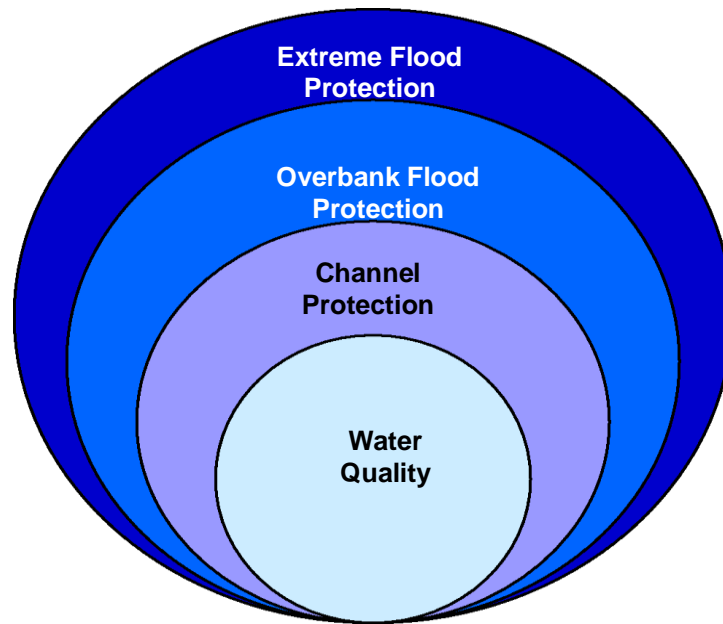 Extreme Flood
Protection
Overbank Flood
Protection
Channel
Protection
Water
Quality